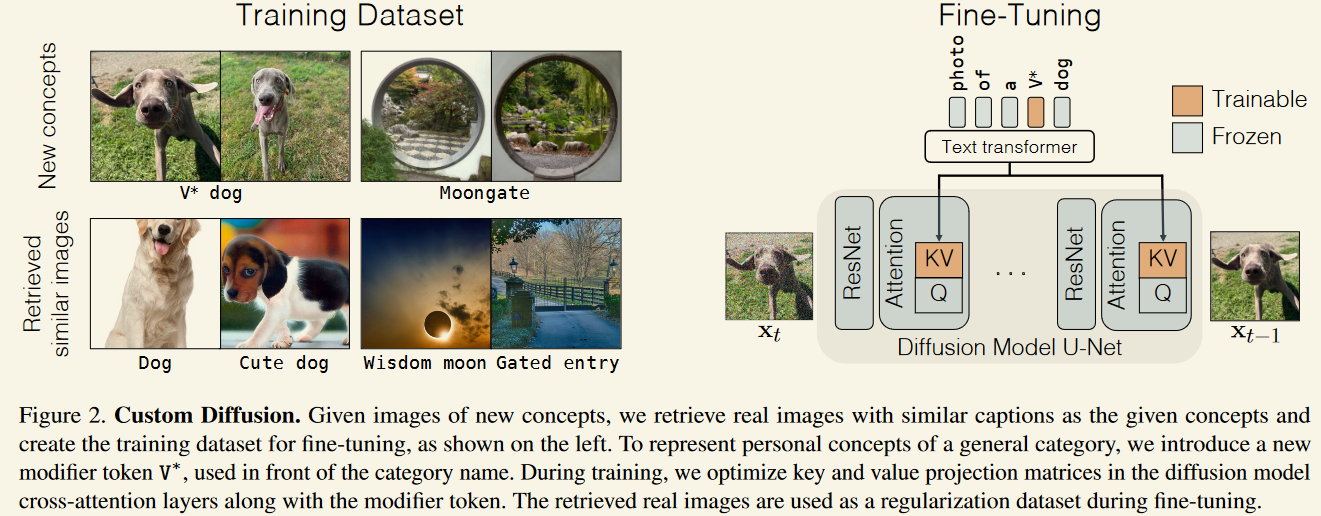 Training Dataset
New concepts
V* dog
Moongate
Retrieved
similar images
Dog
Cute dog
Wisdom moon
Gated entry
Fine-Tuning
photo
of
a
V*
dog
Trainable
Frozen
Text transformer
ResNet
Attention
KV
Q
. . .
ResNet
Attention
KV
Q
xt
xt−1
Diffusion Model U-Net
Figure 2. Custom Diffusion. Given images of new concepts, we retrieve real images with similar captions as the given concepts and
create the training dataset for fine-tuning, as shown on the left. To represent personal concepts of a general category, we introduce a new
modifier token V*, used in front of the category name. During training, we optimize key and value projection matrices in the diffusion model
cross-attention layers along with the modifier token. The retrieved real images are used as a regularization dataset during fine-tuning.